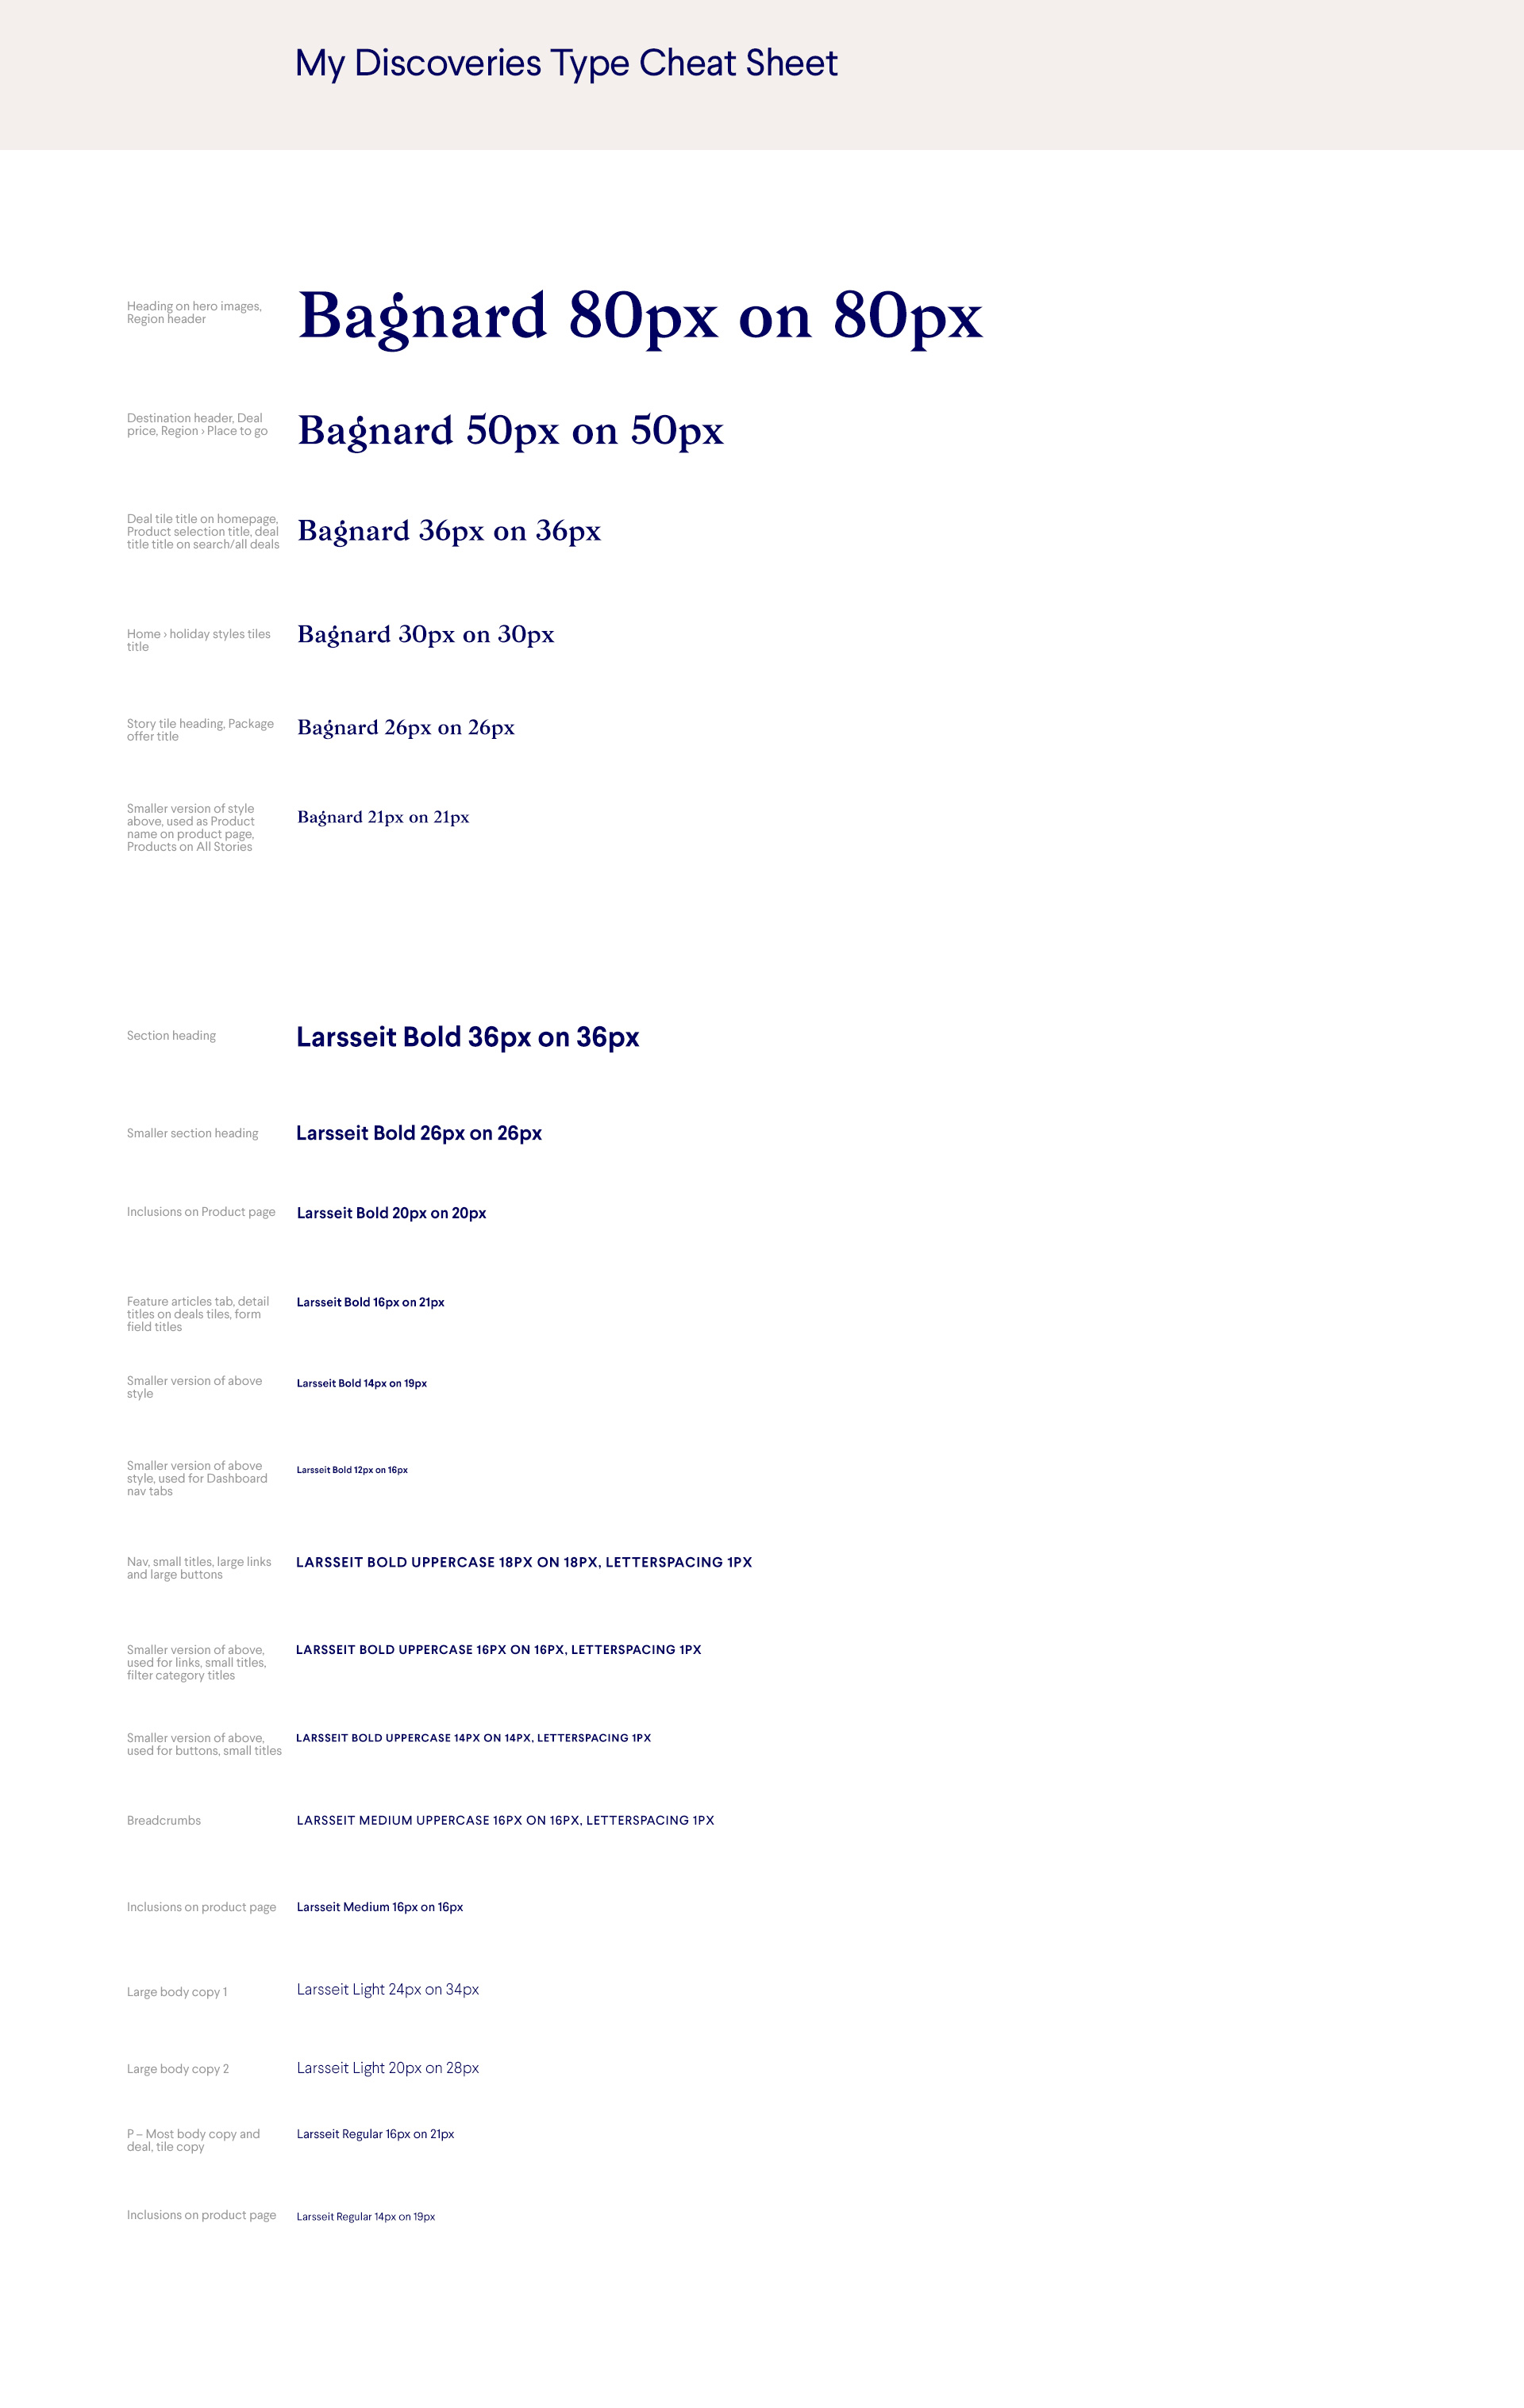 My Discoveries Type Cheat Sheet
Heading on hero images,
Region header
Bagnard 80px on 80px
Destination header, Deal
price, Region › Place to go
Bagnard 50px on 50px
Deal tile title on homepage,
Product selection title, deal
title title on search/all deals
Bagnard 36px on 36px
Home › holiday styles tiles
title
Bagnard 30px on 30px
Story tile heading, Package
offer title
Bagnard 26px on 26px
Smaller version of style
above, used as Product
name on product page,
Products on All Stories
Bagnard 21px on 21px
Section heading
Larsseit Bold 36px on 36px
Smaller section heading
Larsseit Bold 26px on 26px
Inclusions on Product page
Larsseit Bold 20px on 20px
Feature articles tab, detail
titles on deals tiles, form
field titles
Larsseit Bold 16px on 21px
Smaller version of above
style
Larsseit Bold 14px on 19px
Smaller version of above
style, used for Dashboard
nav tabs
Larsseit Bold 12px on 16px
Nav, small titles, large links
and large buttons
LARSSEIT BOLD UPPERCASE 18PX ON 18PX, LETTERSPACING 1PX
Smaller version of above,
used for links, small titles,
filter category titles
LARSSEIT BOLD UPPERCASE 16PX ON 16PX, LETTERSPACING 1PX
Smaller version of above,
used for buttons, small titles
LARSSEIT BOLD UPPERCASE 14PX ON 14PX, LETTERSPACING 1PX
Breadcrumbs
LARSSEIT MEDIUM UPPERCASE 16PX ON 16PX, LETTERSPACING 1PX
Inclusions on product page
Larsseit Medium 16px on 16px
Large body copy 1
Larsseit Light 24px on 34px
Large body copy 2
Larsseit Light 20px on 28px
P – Most body copy and
deal, tile copy
Larsseit Regular 16px on 21px
Inclusions on product page
Larsseit Regular 14px on 19px